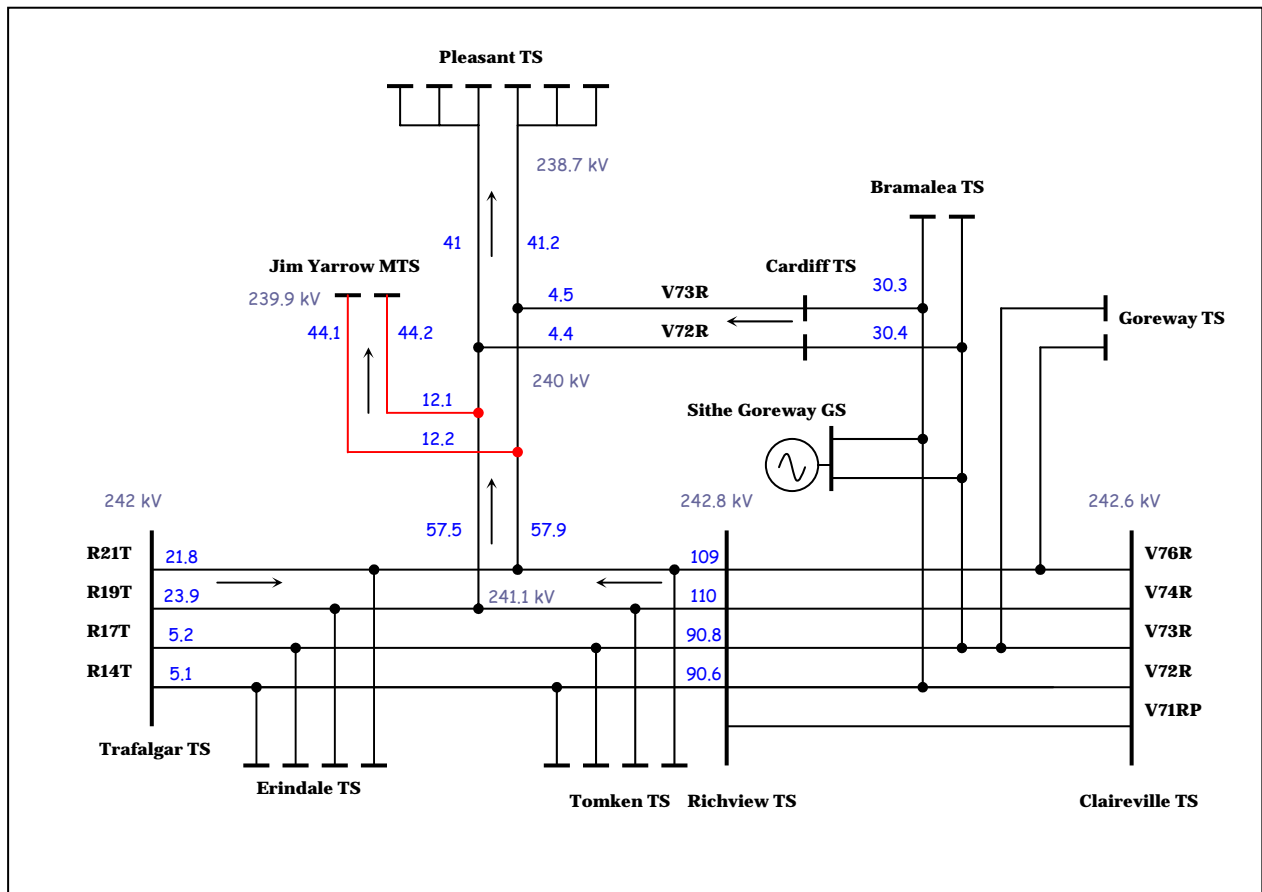 Pleasant TS
238.7 kV
Bramalea TS
41 41.2
Jim Yarrow MTS
Cardiff TS
239.9 kV
4.5 V73R 30.3
44.1 44.2
Goreway TS
4.4 V72R 30.4
240 kV
12.1
Sithe Goreway GS
12.2
242 kV
242.8 kV
242.6 kV
57.5 57.9
R21T 21.8 109 V76R
R19T 23.9 241.1 kV 110 V74R
R17T 5.2 90.8 V73R
R14T 5.1 90.6 V72R
V71RP
Trafalgar TS
Erindale TS
Tomken TS
Richview TS
Claireville TS